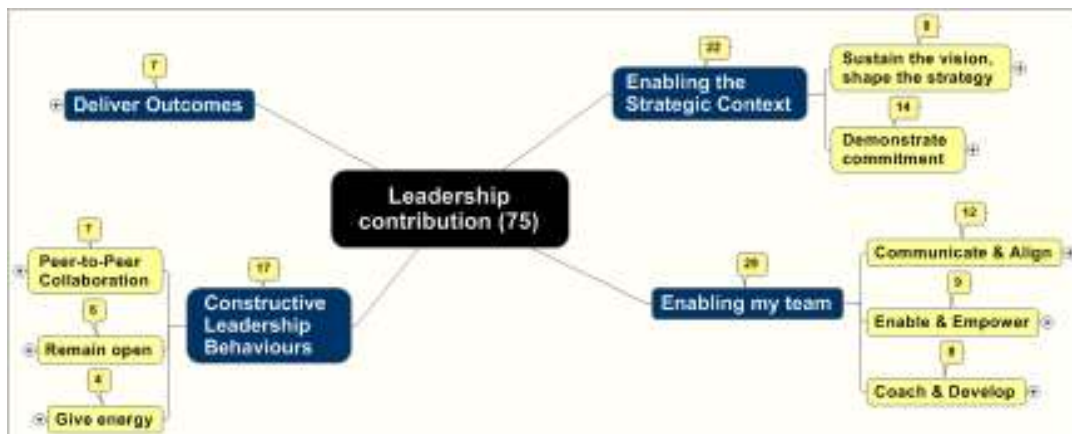 7
Deliver Outcomes
22
Enabling the
Strategic Context
8
Sustain the vision,
shape the strategy
14
Demonstrate
commitment
Leadership
contribution (75)
7
Peer-to-Peer
Collaboration
6
Remain open
4
Give energy
17
Constructive
Leadership
Behaviours
29
Enabling my team
12
Communicate & Align
9
Enable & Empower
8
Coach & Develop